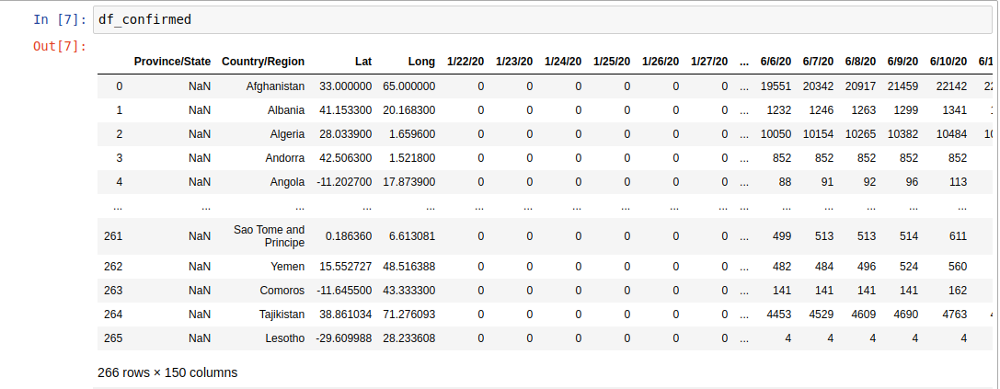 In [7]: df_confirmed
Out[7]:
Province/State Country/Region Lat Long 1/22/20 1/23/20 1/24/20 1/25/20 1/26/20 1/27/20 ... 6/6/20 6/7/20 6/8/20 6/9/20 6/10/20 6/1
0 NaN Afghanistan 33.000000 65.000000 0 0 0 0 0 0 ... 19551 20342 20917 21459 22142 22
1 NaN Albania 41.153300 20.168300 0 0 0 0 0 0 ... 1232 1246 1263 1299 1341
2 NaN Algeria 28.033900 1.659600 0 0 0 0 0 0 ... 10050 10154 10265 10382 10484 10
3 NaN Andorra 42.506300 1.521800 0 0 0 0 0 0 ... 852 852 852 852 852
4 NaN Angola -11.202700 17.873900 0 0 0 0 0 0 ... 88 91 92 96 113
... ... ... ... ... ... ... ... ... ... ... ... ... ... ... ... ...
261 NaN Sao Tome and Principe 0.186360 6.613081 0 0 0 0 0 0 ... 499 513 513 514 611
262 NaN Yemen 15.552727 48.516388 0 0 0 0 0 0 ... 482 484 496 524 560
263 NaN Comoros -11.645500 43.333300 0 0 0 0 0 0 ... 141 141 141 141 162
264 NaN Tajikistan 38.861034 71.276093 0 0 0 0 0 0 ... 4453 4529 4609 4690 4763
265 NaN Lesotho -29.609988 28.233608 0 0 0 0 0 0 ... 4 4 4 4 4
266 rows × 150 columns